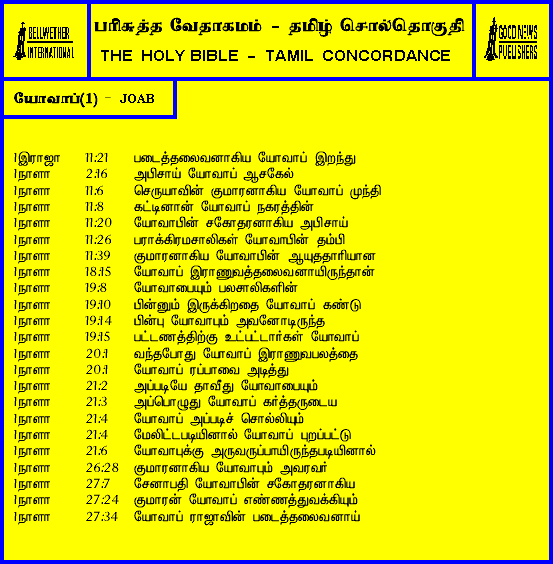 BELLWETHER
INTERNATIONAL
பரிசுத்த வேதாகமம் - தமிழ் சொல்தொகுதி
THE HOLY BIBLE - TAMIL CONCORDANCE
GOOD NEWS
PUBLISHERS
யோவாப்(1) - JOAB
1இராஜா 11:21 படைத்தலைவனாகிய யோவாப் இறந்து
1நாளா 2:16 அபிசாய் யோவாப் ஆசகேல்
1நாளா 11:6 செருயாவின் குமாரனாகிய யோவாப் முந்தி
1நாளா 11:8 கட்டினான் யோவாப் நகரத்தின்
1நாளா 11:20 யோவாபின் சகோதரனாகிய அபிசாய்
1நாளா 11:26 பராக்கிரமசாலிகள் யோவாபின் தம்பி
1நாளா 11:39 குமாரனாகிய யோவாபின் ஆயுததாரியான
1நாளா 18:15 யோவாப் இராணுவத்தலைவனாயிருந்தான்
1நாளா 19:8 யோவாபையும் பலசாலிகளின்
1நாளா 19:10 பின்னும் இருக்கிறதை யோவாப் கண்டு
1நாளா 19:14 பின்பு யோவாபும் அவனோடிருந்த
1நாளா 19:15 பட்டணத்திற்கு உட்பட்டார்கள் யோவாப்
1நாளா 20:1 வந்தபோது யோவாப் இராணுவபலத்தை
1நாளா 20:1 யோவாப் ரப்பாவை அடித்து
1நாளா 21:2 அப்படியே தாவீது யோவாபையும்
1நாளா 21:3 அப்பொழுது யோவாப் கர்த்தருடைய
1நாளா 21:4 யோவாப் அப்படிச் சொல்லியும்
1நாளா 21:4 மேலிட்டபடியினால் யோவாப் புறப்பட்டு
1நாளா 21:6 யோவாபுக்கு அருவருப்பாயிருந்தபடியினால்
1நாளா 26:28 குமாரனாகிய யோவாபும் அவரவர்
1நாளா 27:7 சேனாபதி யோவாபின் சகோதரனாகிய
1நாளா 27:24 குமாரன் யோவாப் எண்ணத்துவக்கியும்
1நாளா 27:34 யோவாப் ராஜாவின் படைத்தலைவனாய்